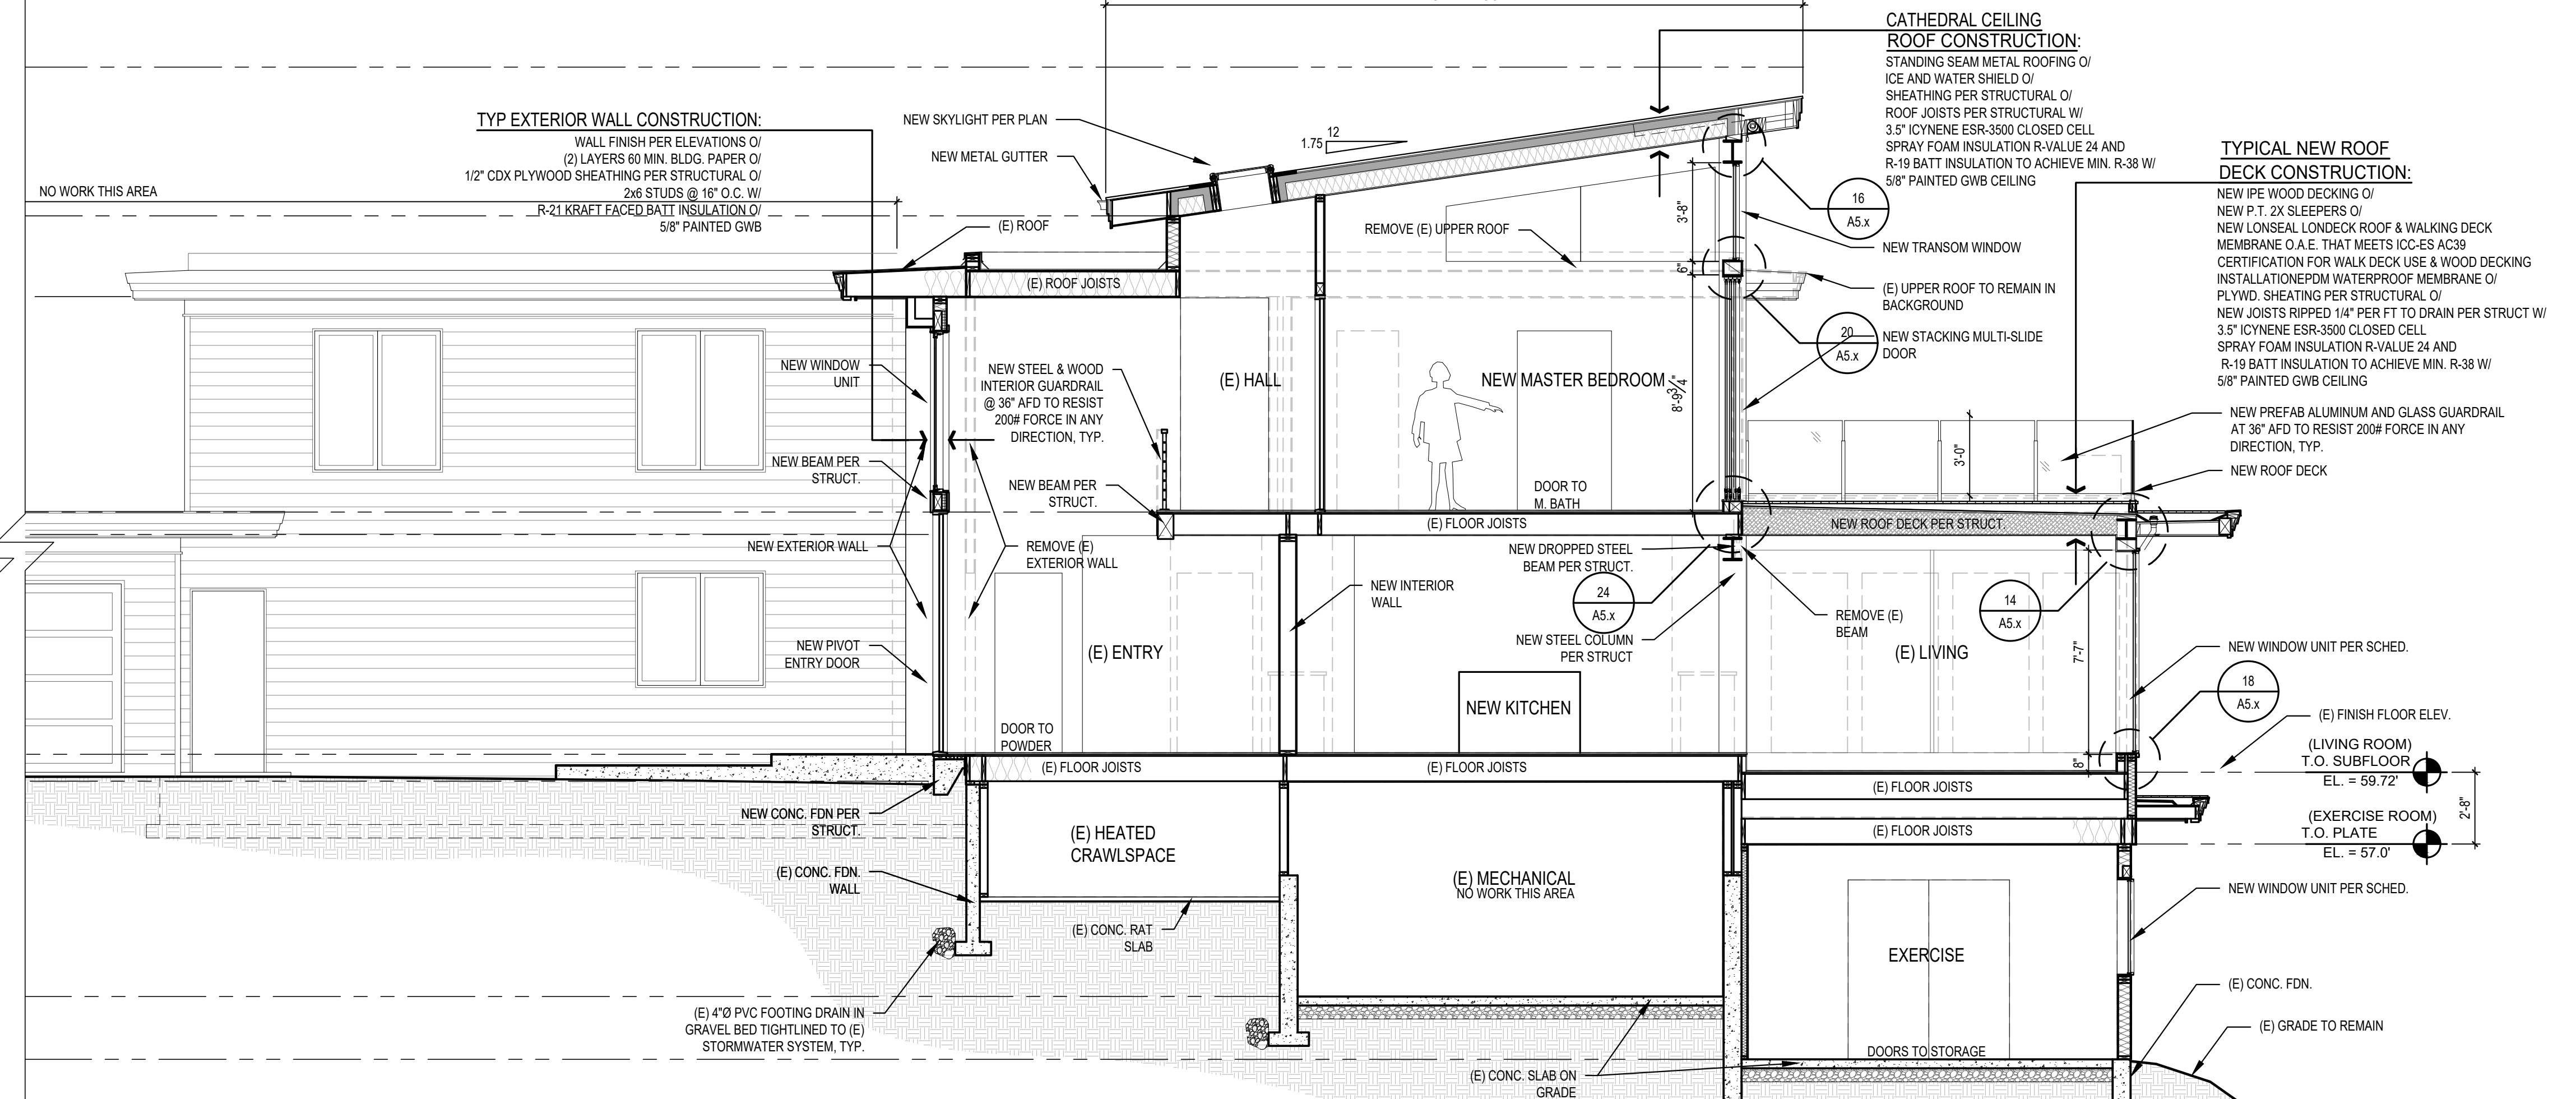 CATHEDRAL CEILING
ROOF CONSTRUCTION:
STANDING SEAM METAL ROOFING O/
ICE AND WATER SHIELD O/
SHEATHING PER STRUCTURAL O/
ROOF JOISTS PER STRUCTURAL W/
3.5" ICYNENE ESR-3500 CLOSED CELL
SPRAY FOAM INSULATION R-VALUE 24 AND
R-19 BATT INSULATION TO ACHIEVE MIN. R-38 W/
5/8" PAINTED GWB CEILING
TYP EXTERIOR WALL CONSTRUCTION:
WALL FINISH PER ELEVATIONS O/
(2) LAYERS 60 MIN. BLDG. PAPER O/
1/2" CDX PLYWOOD SHEATHING PER STRUCTURAL O/
2x6 STUDS @ 16" O.C. W/
R-21 KRAFT FACED BATT INSULATION O/
5/8" PAINTED GWB
NO WORK THIS AREA
NEW SKYLIGHT PER PLAN
NEW METAL GUTTER
12
1.75
TYPICAL NEW ROOF
DECK CONSTRUCTION:
NEW IPE WOOD DECKING O/
NEW P.T. 2X SLEEPERS O/
NEW LONSEAL LONDECK ROOF & WALKING DECK
MEMBRANE O.A.E. THAT MEETS ICC-ES AC39
CERTIFICATION FOR WALK DECK USE & WOOD DECKING
INSTALLATIONEPDM WATERPROOF MEMBRANE O/
PLYWD. SHEATING PER STRUCTURAL O/
NEW JOISTS RIPPED 1/4" PER FT TO DRAIN PER STRUCT W/
3.5" ICYNENE ESR-3500 CLOSED CELL
SPRAY FOAM INSULATION R-VALUE 24 AND
R-19 BATT INSULATION TO ACHIEVE MIN. R-38 W/
5/8" PAINTED GWB CEILING
16
A5.x
3'-8"
(E) ROOF
REMOVE (E) UPPER ROOF
NEW TRANSOM WINDOW
6"
(E) ROOF JOISTS
(E) UPPER ROOF TO REMAIN IN
BACKGROUND
20
A5.x
NEW STACKING MULTI-SLIDE
DOOR
NEW WINDOW
UNIT
NEW STEEL & WOOD
INTERIOR GUARDRAIL
@ 36" AFD TO RESIST
200# FORCE IN ANY
DIRECTION, TYP.
(E) HALL
NEW MASTER BEDROOM
8'-9 3/4"
NEW PREFAB ALUMINUM AND GLASS GUARDRAIL
AT 36" AFD TO RESIST 200# FORCE IN ANY
DIRECTION, TYP.
3'-0"
NEW ROOF DECK
NEW BEAM PER
STRUCT.
NEW BEAM PER
STRUCT.
DOOR TO
M. BATH
(E) FLOOR JOISTS
NEW ROOF DECK PER STRUCT.
NEW EXTERIOR WALL
REMOVE (E)
EXTERIOR WALL
NEW DROPPED STEEL
BEAM PER STRUCT.
NEW INTERIOR
WALL
24
A5.x
14
A5.x
REMOVE (E)
BEAM
NEW STEEL COLUMN
PER STRUCT
NEW PIVOT
ENTRY DOOR
(E) ENTRY
(E) LIVING
7'-7"
NEW WINDOW UNIT PER SCHED.
18
A5.x
NEW KITCHEN
(E) FINISH FLOOR ELEV.
DOOR TO
POWDER
(LIVING ROOM)
T.O. SUBFLOOR
EL. = 59.72'
8"
(E) FLOOR JOISTS
(E) FLOOR JOISTS
(E) FLOOR JOISTS
2'-8"
NEW CONC. FDN PER
STRUCT.
(E) HEATED
CRAWLSPACE
(E) FLOOR JOISTS
(EXERCISE ROOM)
T.O. PLATE
EL. = 57.0'
(E) CONC. FDN.
WALL
(E) MECHANICAL
NO WORK THIS AREA
NEW WINDOW UNIT PER SCHED.
(E) CONC. RAT
SLAB
EXERCISE
(E) CONC. FDN.
(E) 4"Ø PVC FOOTING DRAIN IN
GRAVEL BED TIGHTLINED TO (E)
STORMWATER SYSTEM, TYP.
(E) GRADE TO REMAIN
DOORS TO STORAGE
(E) CONC. SLAB ON
GRADE